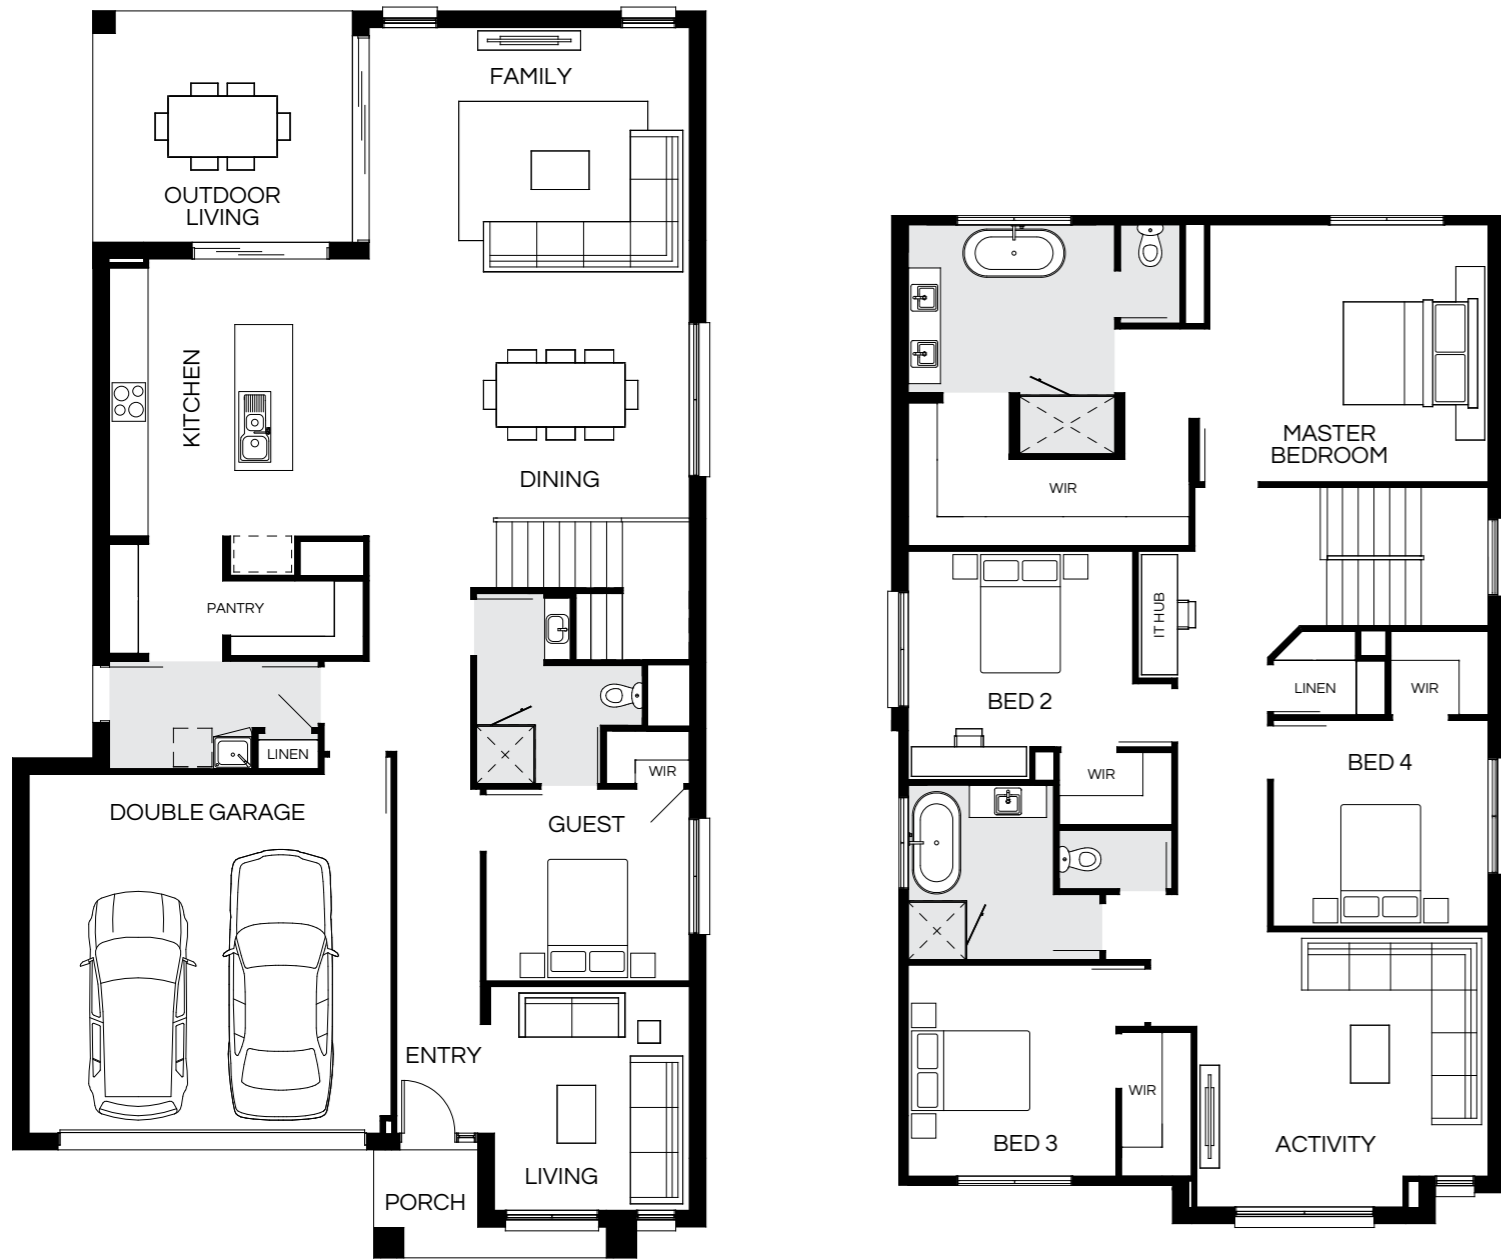 FAMILY
OUTDOOR
LIVING
KITCHEN
DINING
PANTRY
LINEN
WIR
DOUBLE GARAGE
GUEST
ENTRY
LIVING
PORCH
MASTER
BEDROOM
WIR
IT HUB
BED 2
LINEN
WIR
BED 4
WIR
WIR
BED 3
ACTIVITY